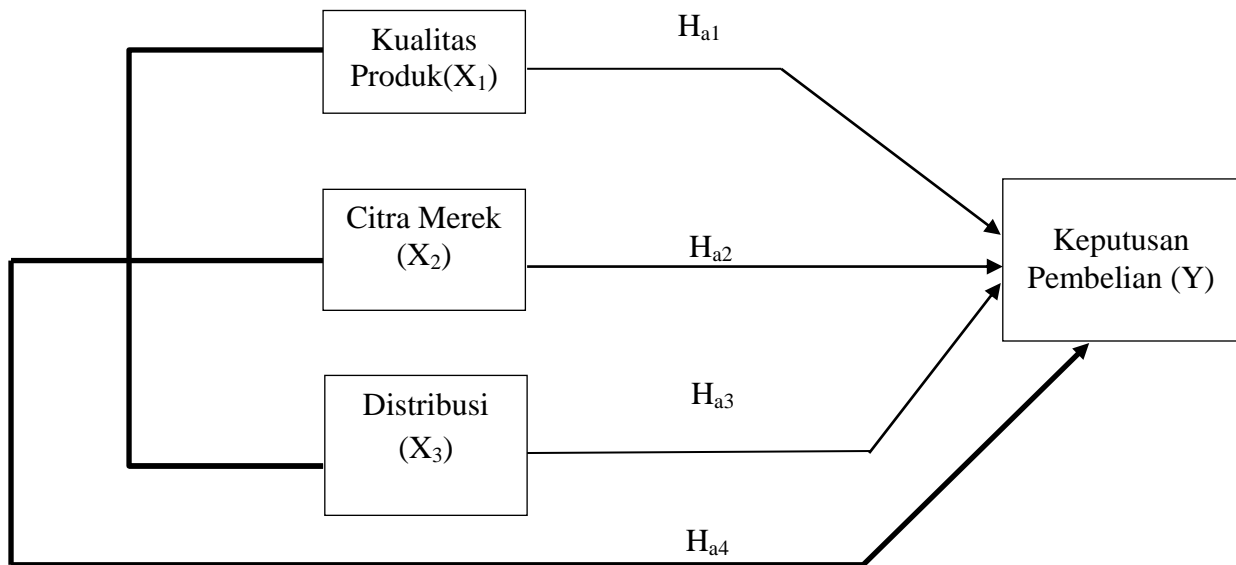 Kualitas
Produk(X₁)
Hₐ₁
Citra Merek
(X₂)
Hₐ₂
Keputusan
Pembelian (Y)
Distribusi
(X₃)
Hₐ₃
Hₐ₄